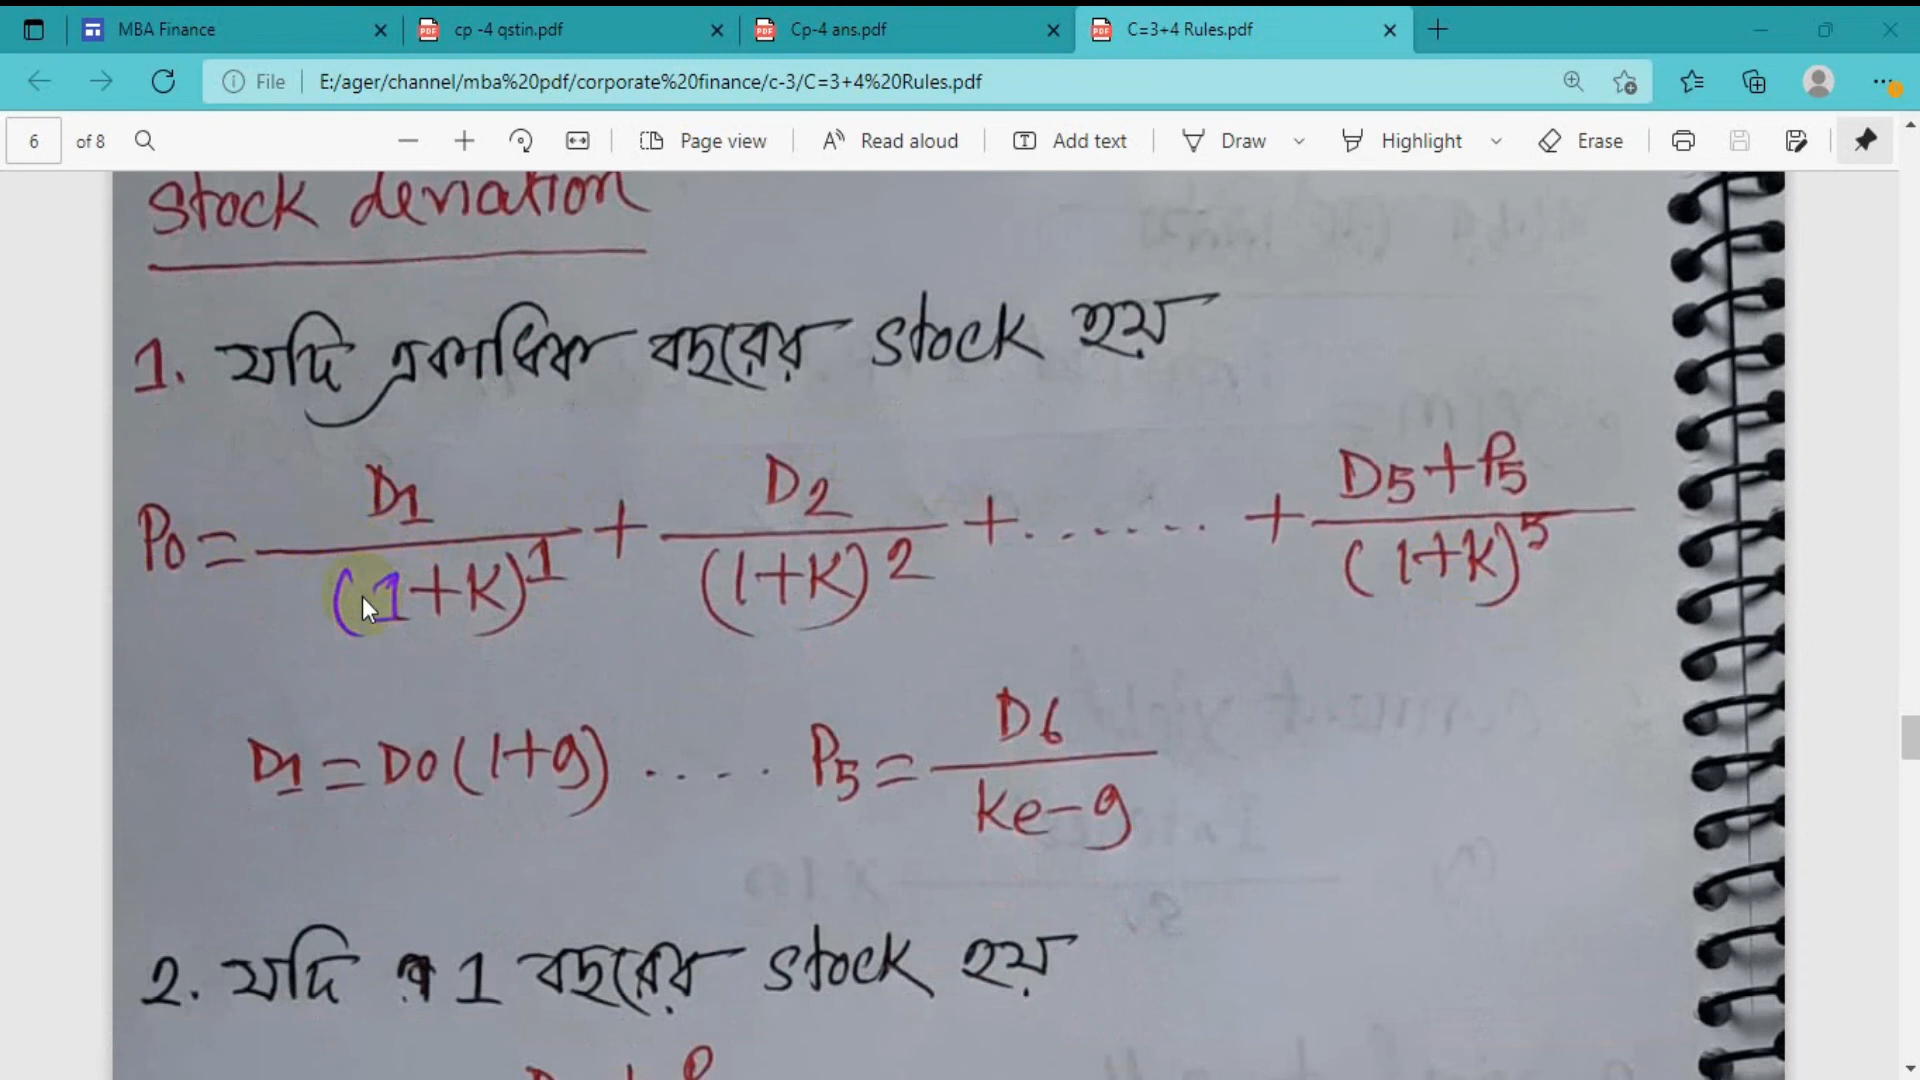 MBA Finance
cp -4 qstin.pdf
Cp-4 ans.pdf
C=3+4 Rules.pdf
File
E:/ager/channel/mba%20pdf/corporate%20finance/c-3/C=3+4%20Rules.pdf
6 of 8
Page view
Read aloud
Add text
Draw
Highlight
Erase
Stock deviation
1. যদি একাধিক বছরের stock হয়
P0 = D1/(1+K)^1 + D2/(1+K)^2 + ...... + D5+P5/(1+K)^5
D1 = D0(1+g) ..... P5 = D6/ke-g
2. যদি 1 বছরের stock হয়